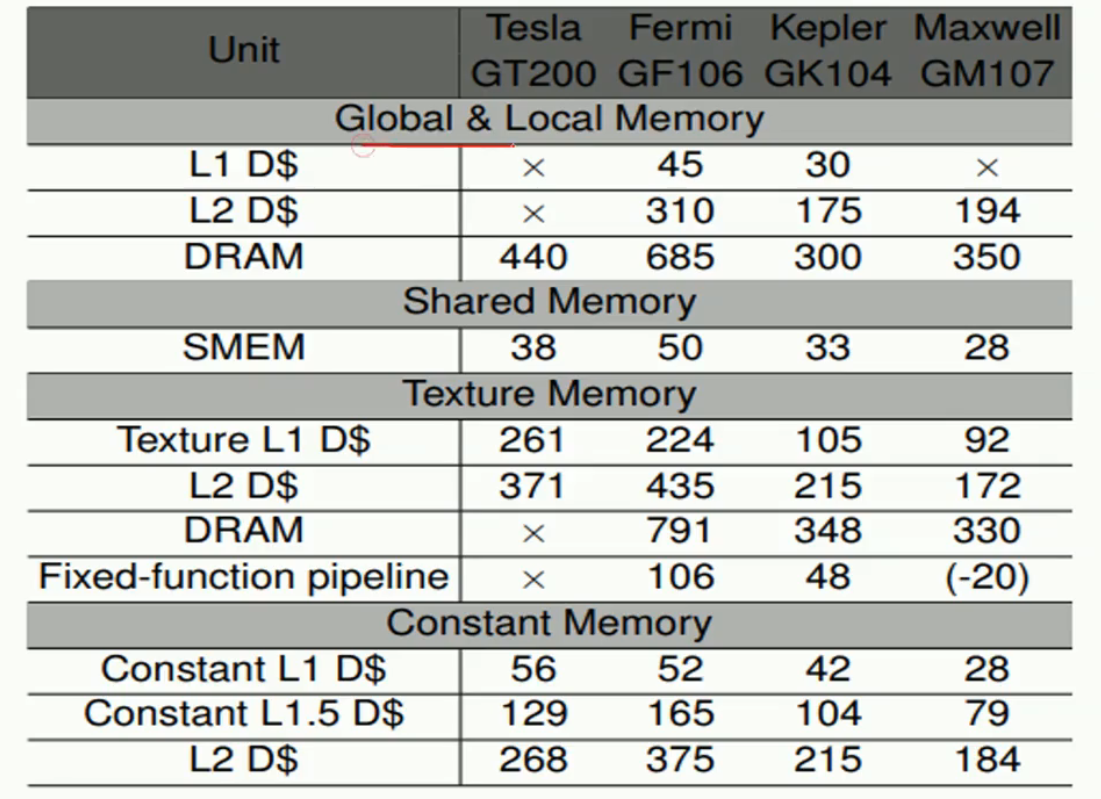 Unit Tesla Fermi Kepler Maxwell
GT200 GF106 GK104 GM107
Global & Local Memory
L1 D$ × 45 30 ×
L2 D$ × 310 175 194
DRAM 440 685 300 350
Shared Memory
SMEM 38 50 33 28
Texture Memory
Texture L1 D$ 261 224 105 92
L2 D$ 371 435 215 172
DRAM × 791 348 330
Fixed-function pipeline × 106 48 (-20)
Constant Memory
Constant L1 D$ 56 52 42 28
Constant L1.5 D$ 129 165 104 79
L2 D$ 268 375 215 184